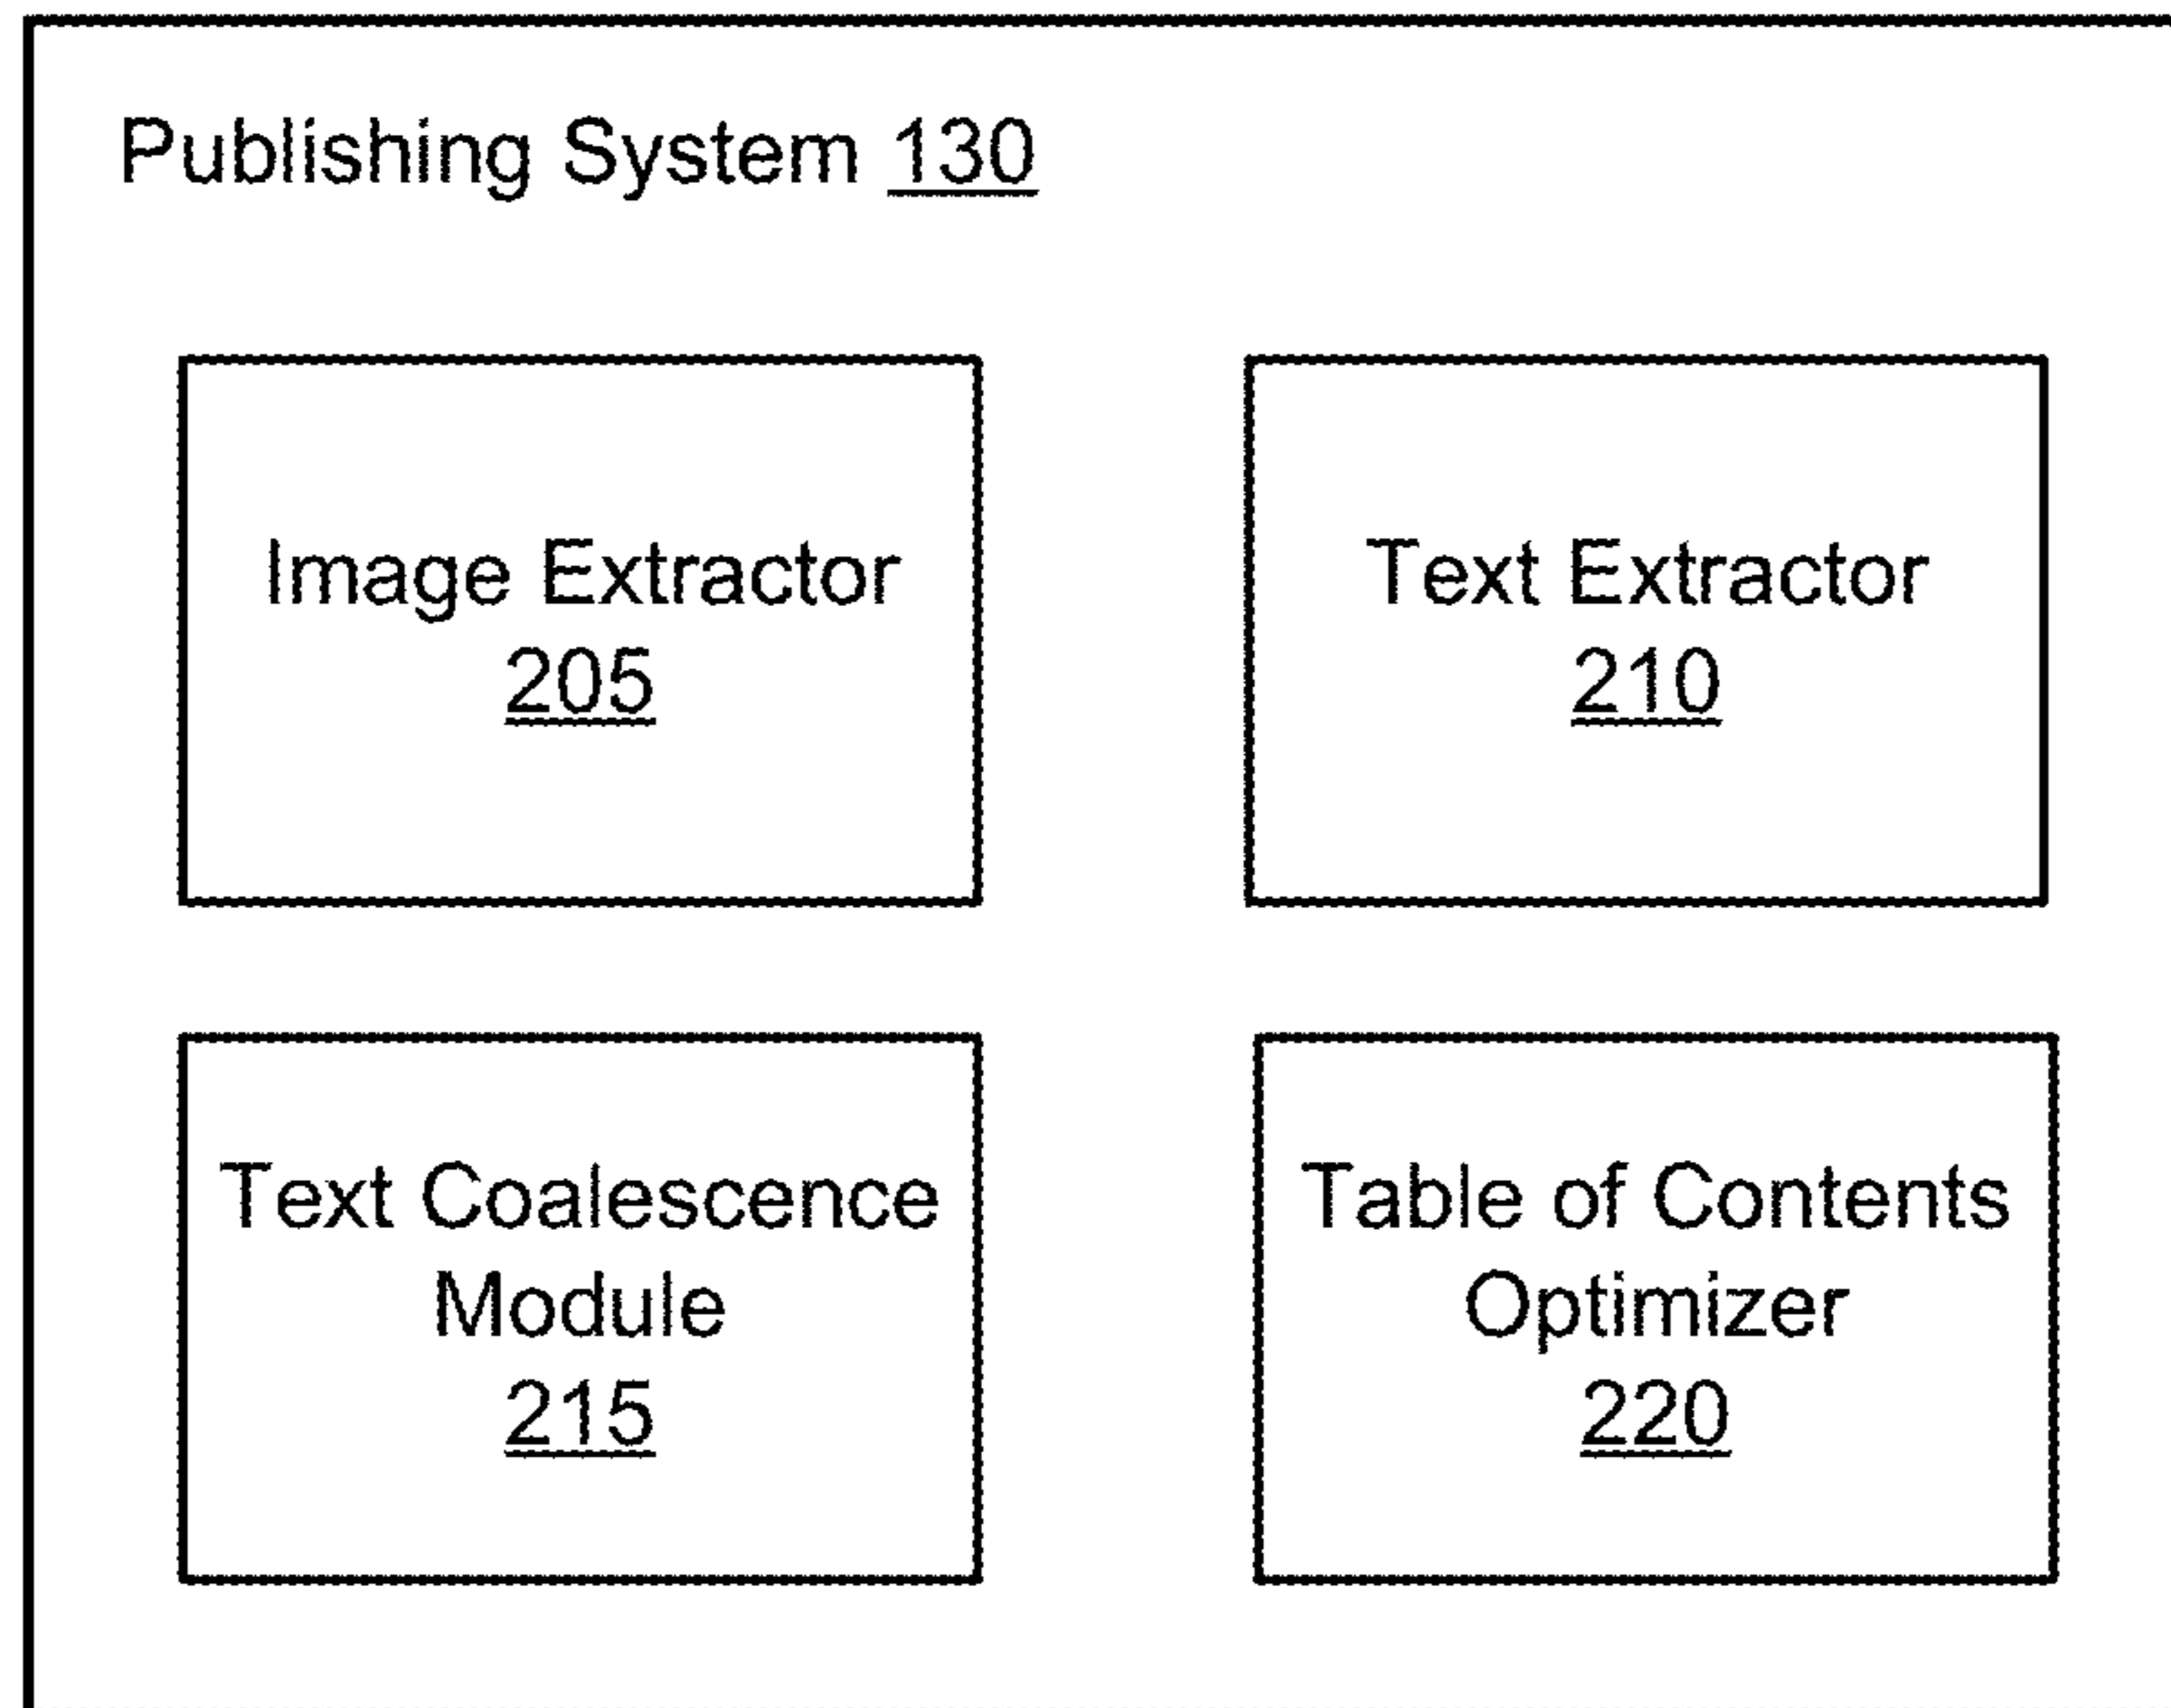 Publishing System 130
Image Extractor
205
Text Extractor
210
Text Coalescence
Module
215
Table of Contents
Optimizer
220